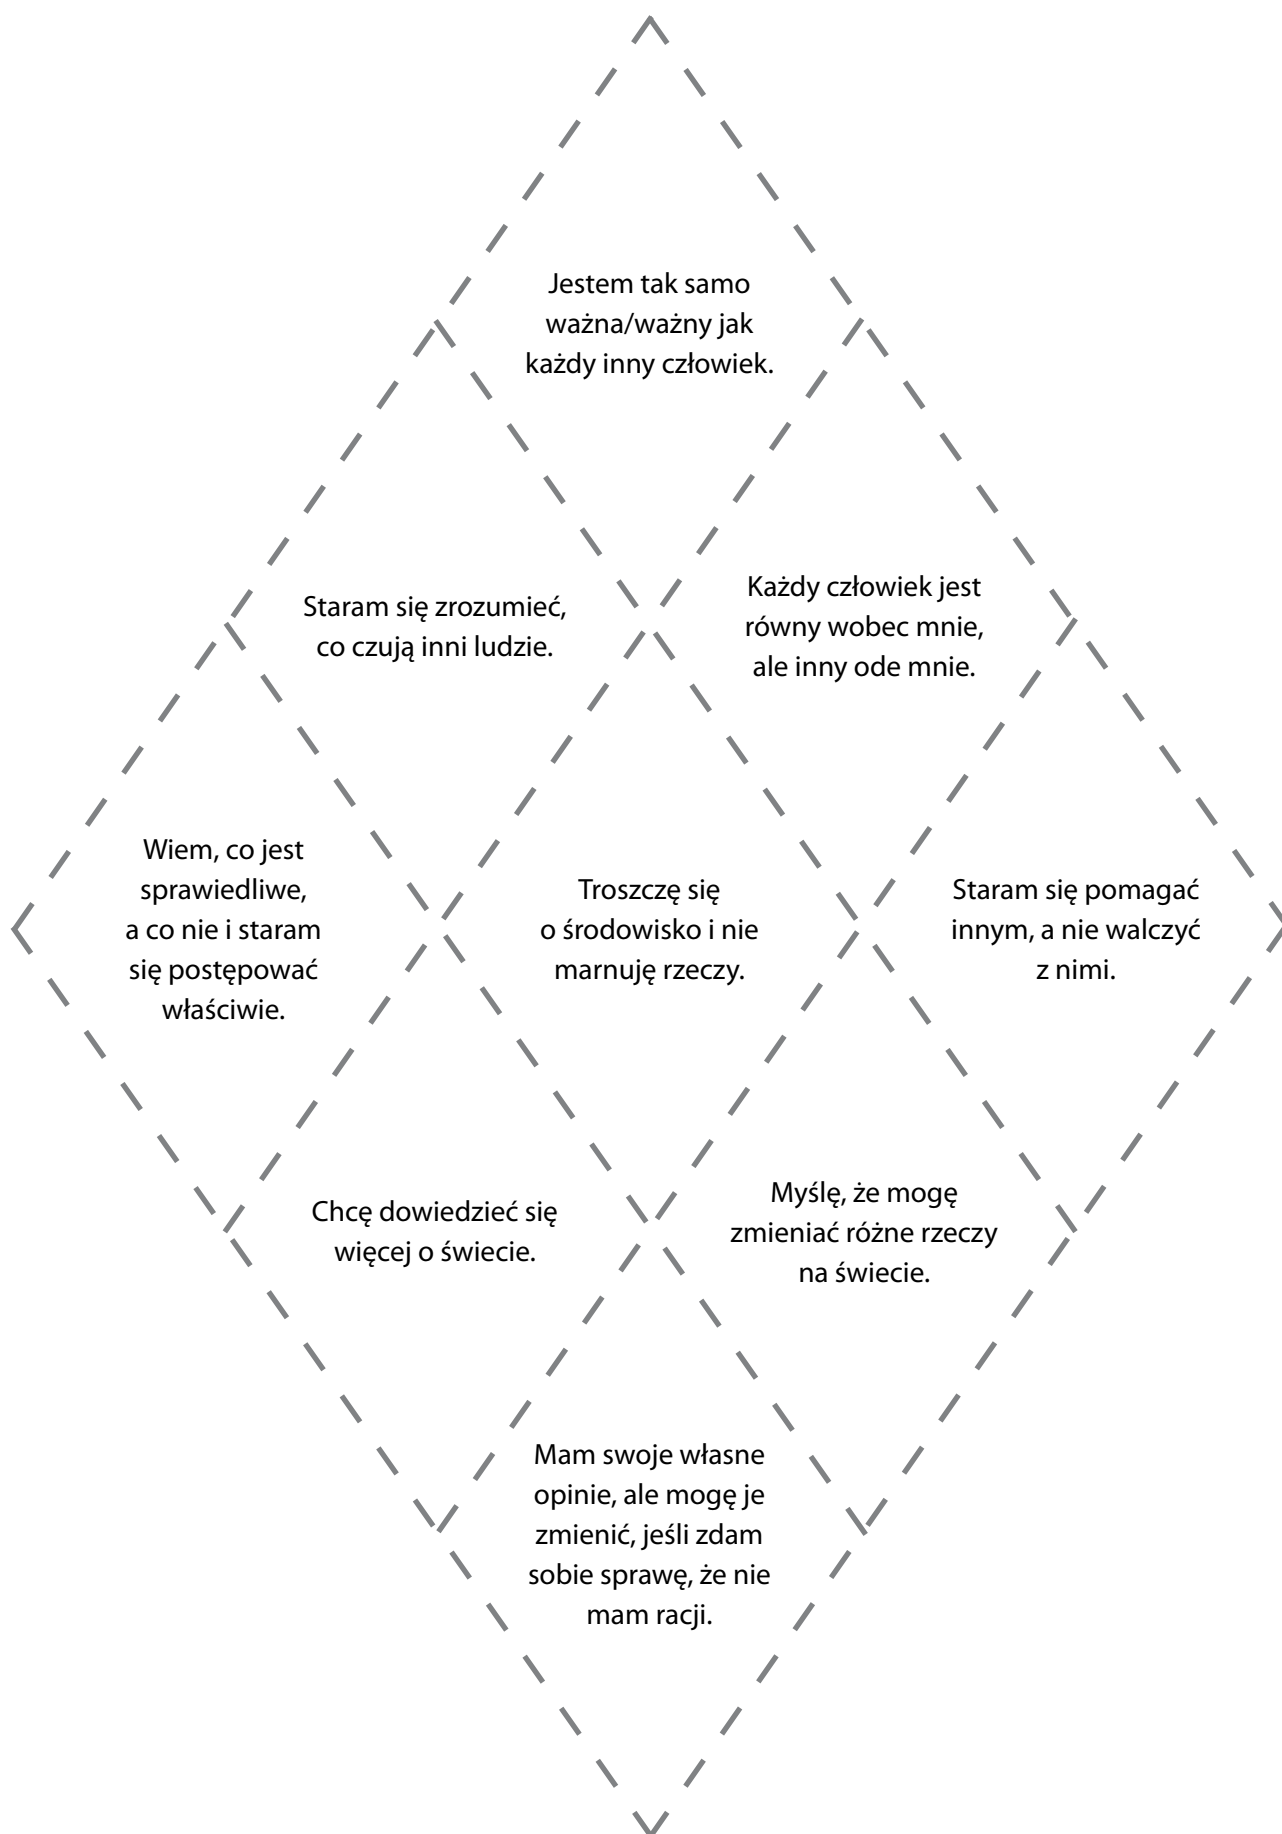 Jestem tak samo
ważna/ważny jak
każdy inny człowiek.
Staram się zrozumieć,
co czują inni ludzie.
Każdy człowiek jest
równy wobec mnie,
ale inny ode mnie.
Wiem, co jest
sprawiedliwe,
a co nie i staram
się postępować
właściwie.
Troszczę się
o środowisko i nie
marnuję rzeczy.
Staram się pomagać
innym, a nie walczyć
z nimi.
Chcę dowiedzieć się
więcej o świecie.
Myślę, że mogę
zmieniać różne rzeczy
na świecie.
Mam swoje własne
opinie, ale mogę je
zmienić, jeśli zdam
sobie sprawę, że nie
mam racji.